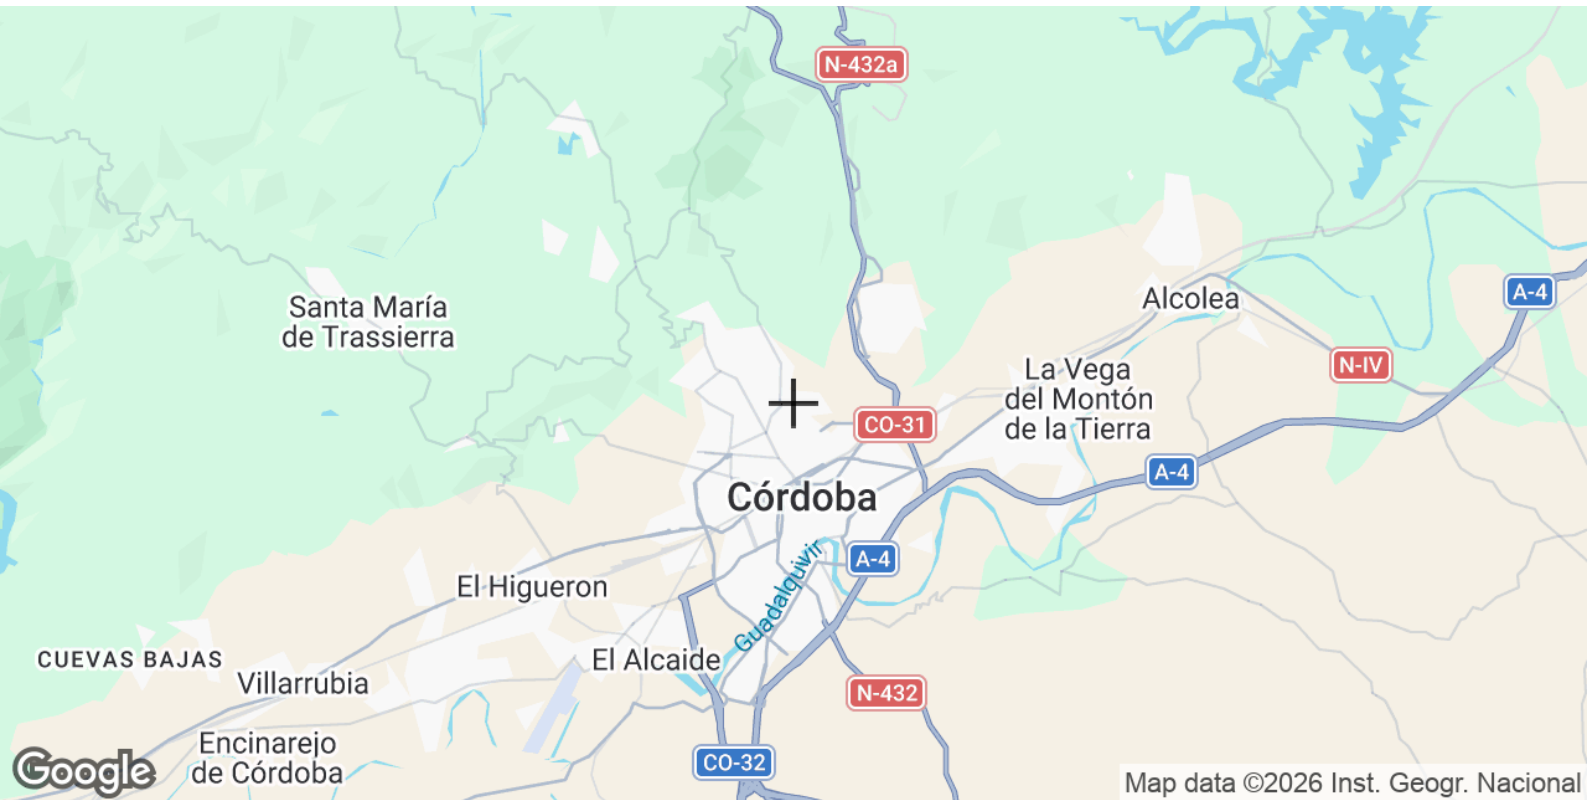 N-432a
Santa María
de Trassierra
Alcolea
A-4
N-IV
La Vega
del Montón
de la Tierra
CO-31
A-4
Córdoba
A-4
Guadalquivir
El Higueron
CUEVAS BAJAS
El Alcaide
Villarrubia
N-432
Encinarejo
de Córdoba
CO-32
Google
Map data ©2026 Inst. Geogr. Nacional